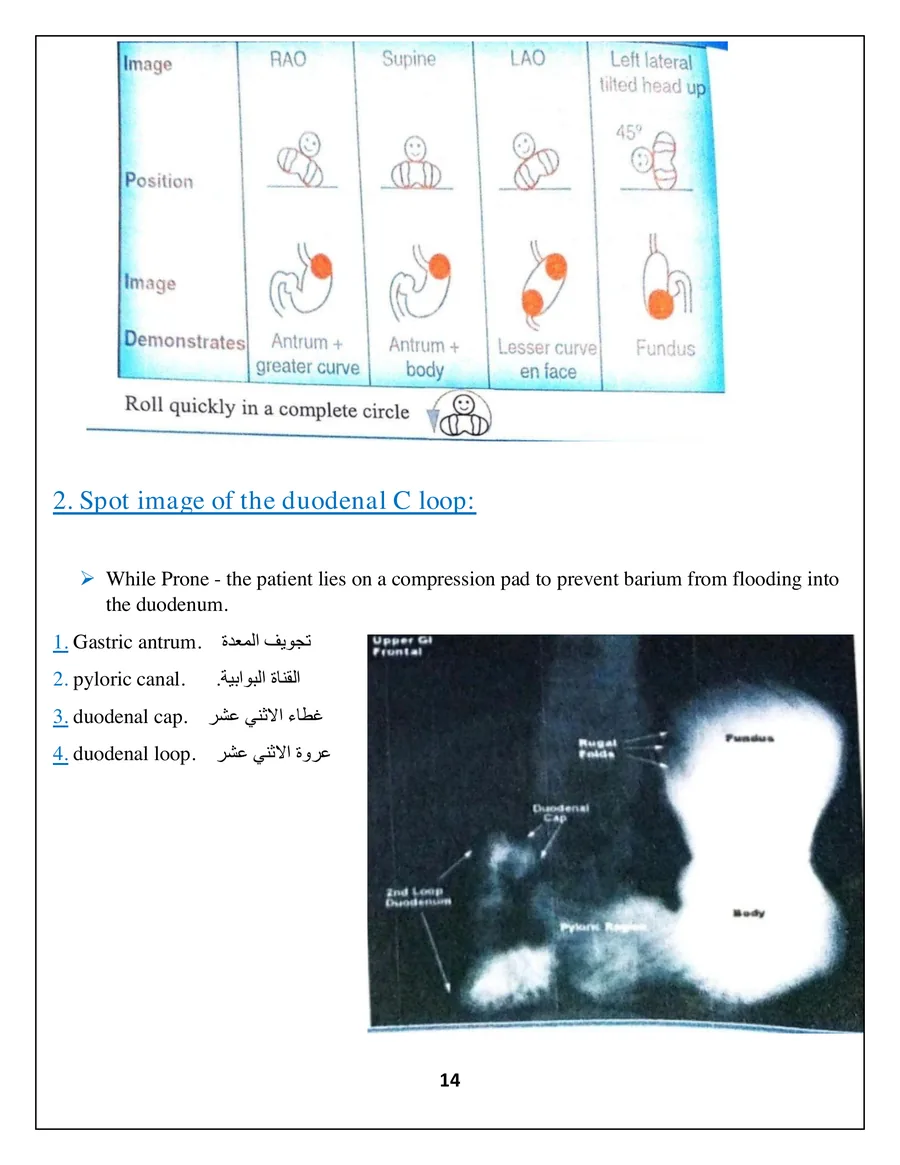 Image RAO Supine LAO Left lateral
tilted head up
45°
Position
Image
Demonstrates Antrum + Antrum + Lesser curve Fundus
greater curve body en face
Roll quickly in a complete circle
2. Spot image of the duodenal C loop:
➢ While Prone - the patient lies on a compression pad to prevent barium from flooding into
the duodenum.
1. Gastric antrum. تجويف المعدة
2. pyloric canal. القناة البوابية.
3. duodenal cap. غطاء الاثني عشر
4. duodenal loop. عروة الاثني عشر
Upper GI
Frontal
Rugal
Folds
Fundus
Duodenal
Cap
2nd Loop
Duodenum
Pyloric Region
Body
14